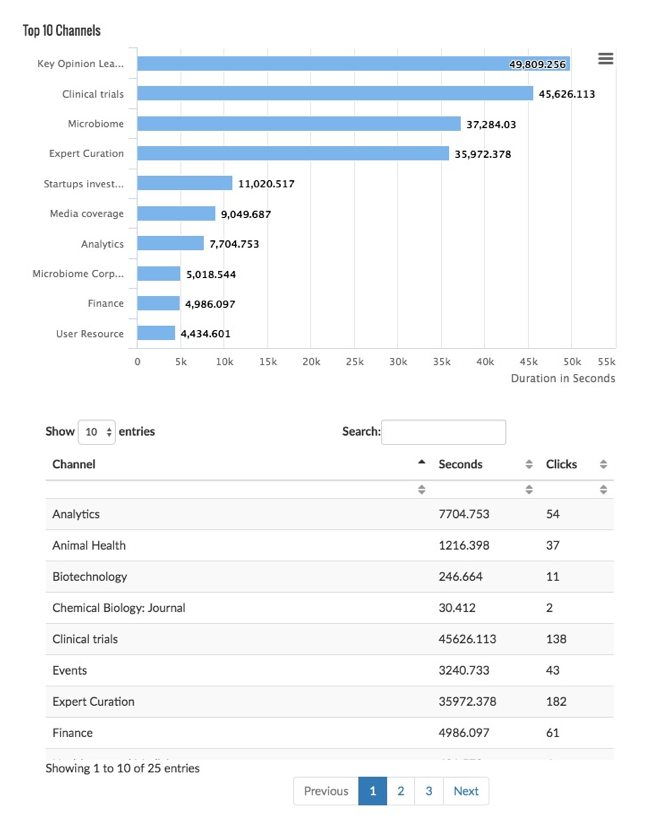 Top 10 Channels
Key Opinion Lea...
49,809.256
Clinical trials
45,626.113
Microbiome
37,284.03
Expert Curation
35,972.378
Startups invest...
11,020.517
Media coverage
9,049.687
Analytics
7,704.753
Microbiome Corp...
5,018.544
Finance
4,986.097
User Resource
4,434.601
0 5k 10k 15k 20k 25k 30k 35k 40k 45k 50k 55k
Duration in Seconds
Show 10 entries Search:
Channel Seconds Clicks
Analytics 7704.753 54
Animal Health 1216.398 37
Biotechnology 246.664 11
Chemical Biology: Journal 30.412 2
Clinical trials 45626.113 138
Events 3240.733 43
Expert Curation 35972.378 182
Finance 4986.097 61
Showing 1 to 10 of 25 entries
Previous 1 2 3 Next